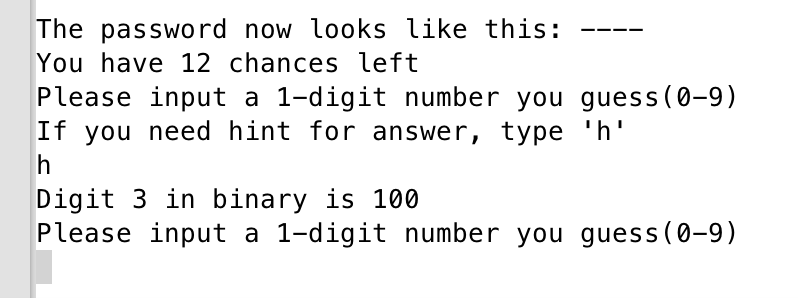 The password now looks like this: ----
You have 12 chances left
Please input a 1-digit number you guess(0-9)
If you need hint for answer, type 'h'
h
Digit 3 in binary is 100
Please input a 1-digit number you guess(0-9)